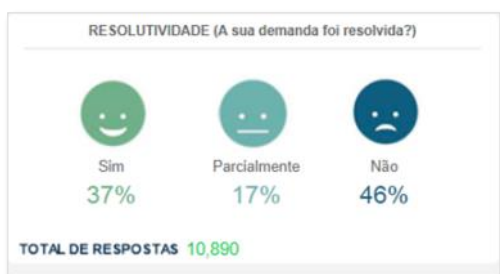 RESOLUTIVIDADE (A sua demanda foi resolvida?)
Sim Parcialmente Não
37% 17% 46%
TOTAL DE RESPOSTAS 10,890